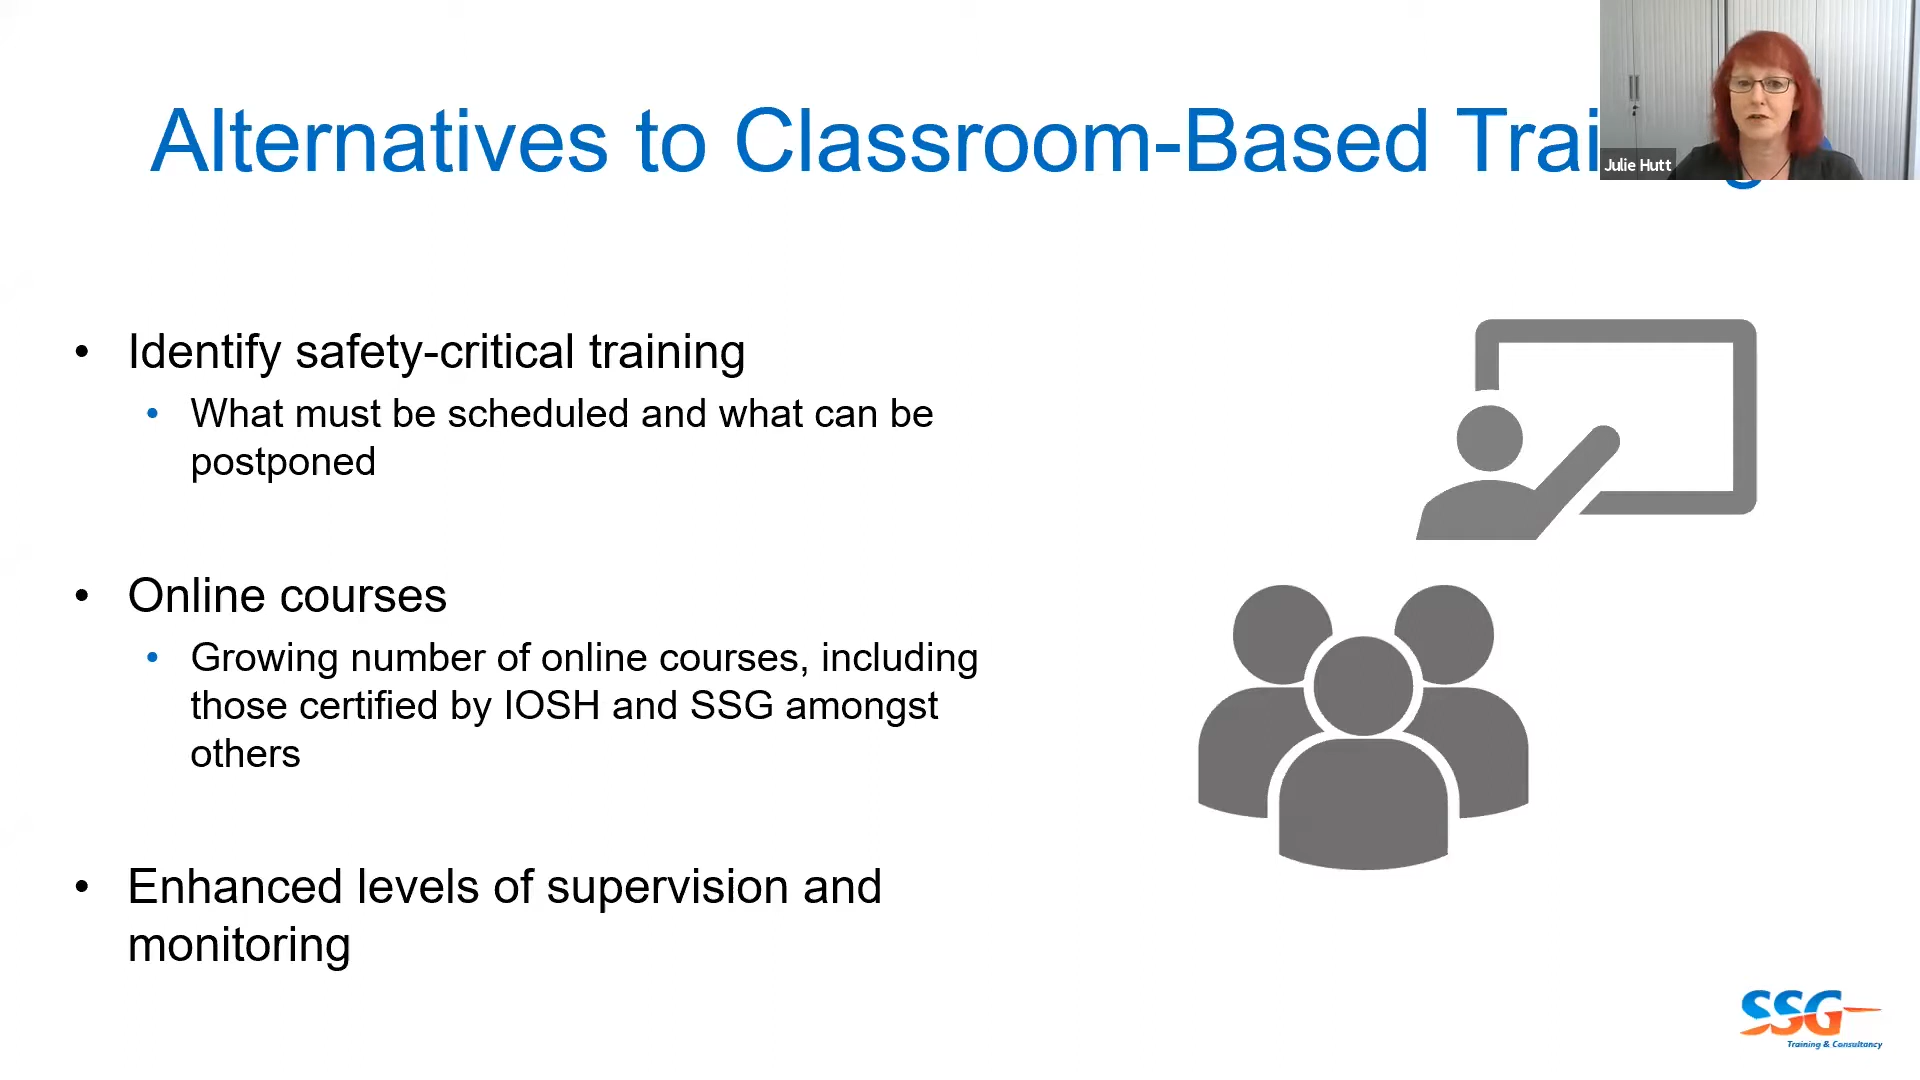 Alternatives to Classroom-Based Trai
Julie Hutt
• Identify safety-critical training
• What must be scheduled and what can be
postponed
• Online courses
• Growing number of online courses, including
those certified by IOSH and SSG amongst
others
• Enhanced levels of supervision and
monitoring
SSG
Training & Consultancy